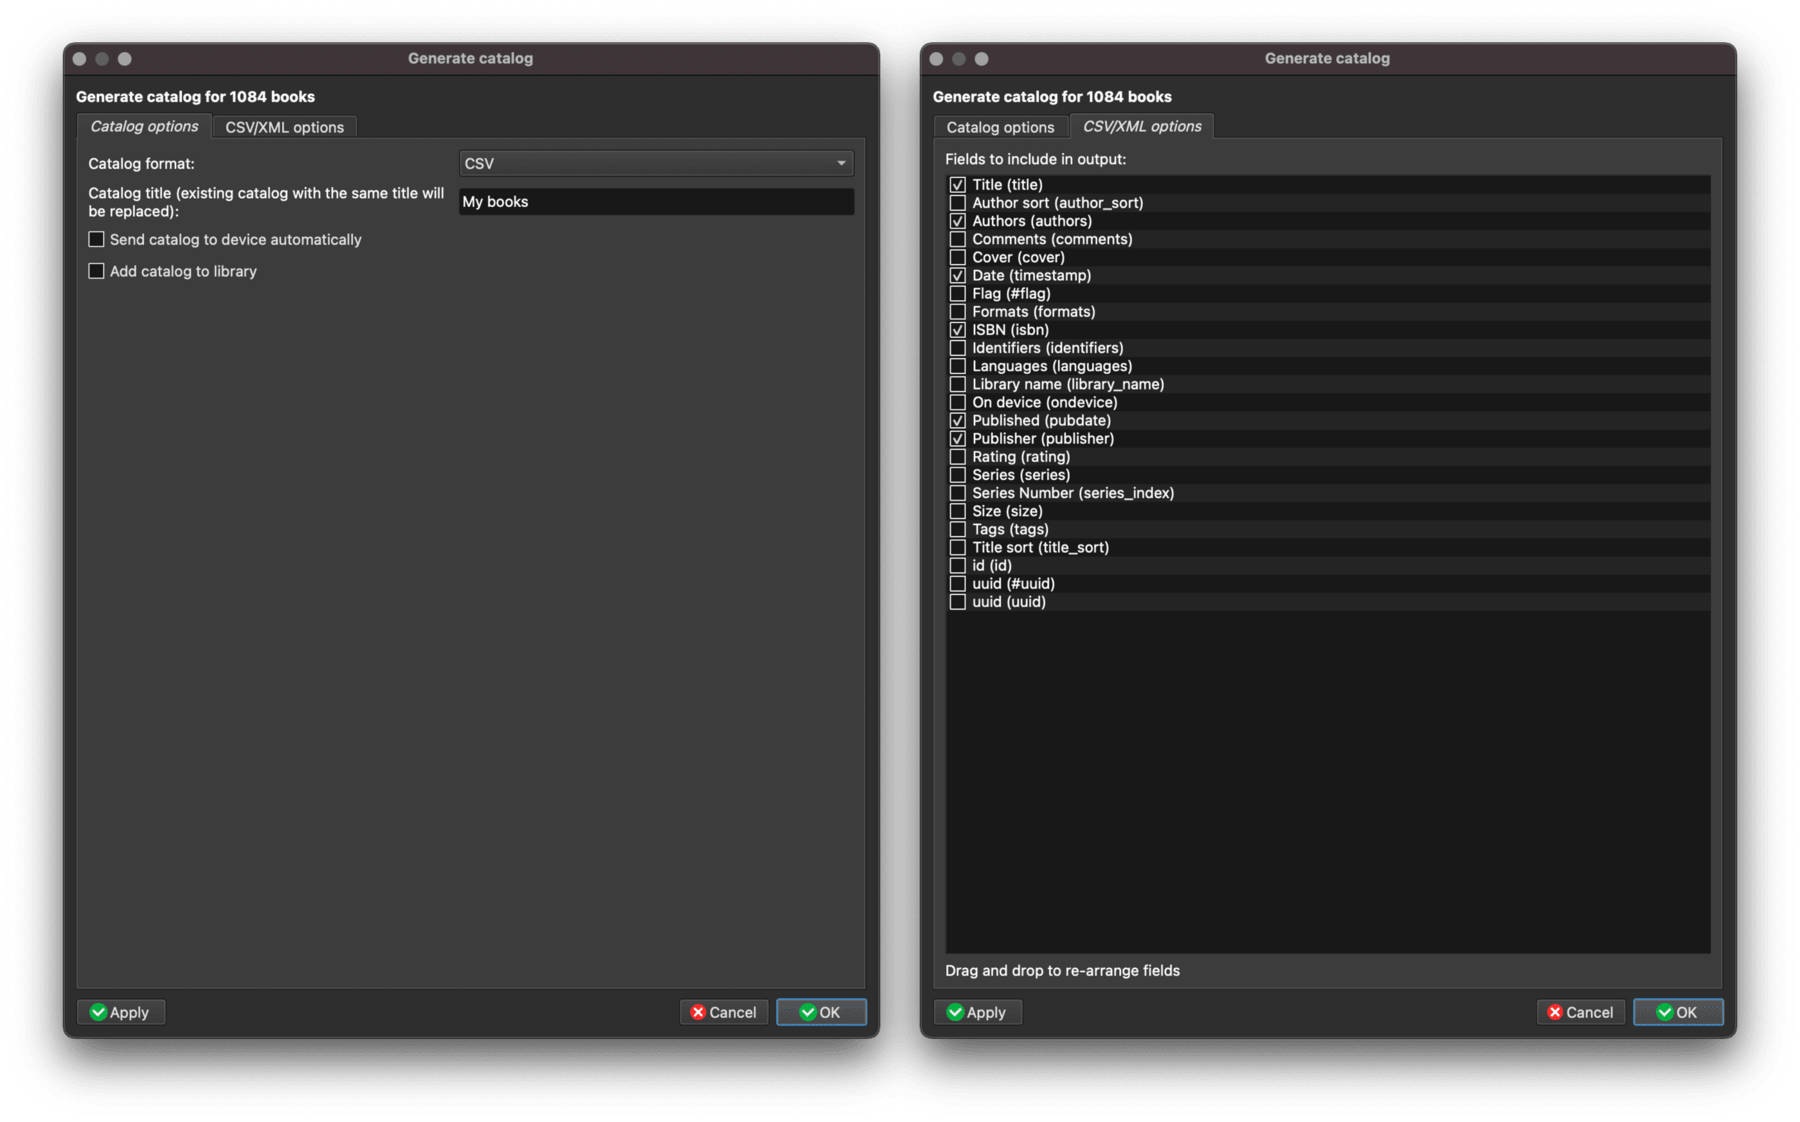 Generate catalog
Generate catalog for 1084 books
Catalog options
CSV/XML options
Catalog format:
CSV
Catalog title (existing catalog with the same title will
be replaced):
My books
Send catalog to device automatically
Add catalog to library
Apply
Cancel
OK
Generate catalog
Generate catalog for 1084 books
Catalog options
CSV/XML options
Fields to include in output:
Title (title)
Author sort (author_sort)
Authors (authors)
Comments (comments)
Cover (cover)
Date (timestamp)
Flag (#flag)
Formats (formats)
ISBN (isbn)
Identifiers (identifiers)
Languages (languages)
Library name (library_name)
On device (ondevice)
Published (pubdate)
Publisher (publisher)
Rating (rating)
Series (series)
Series Number (series_index)
Size (size)
Tags (tags)
Title sort (title_sort)
id (id)
uuid (#uuid)
uuid (uuid)
Drag and drop to re-arrange fields
Apply
Cancel
OK